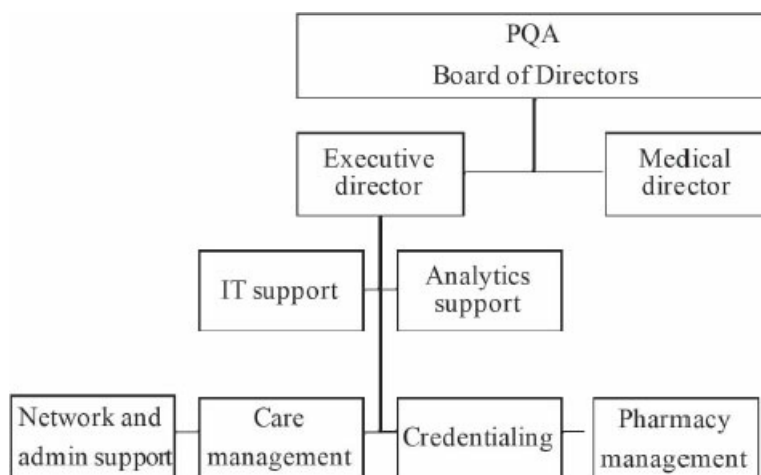 PQA
Board of Directors
Executive
director
Medical
director
IT support
Analytics
support
Network and
admin support
Care
management
Credentialing
Pharmacy
management